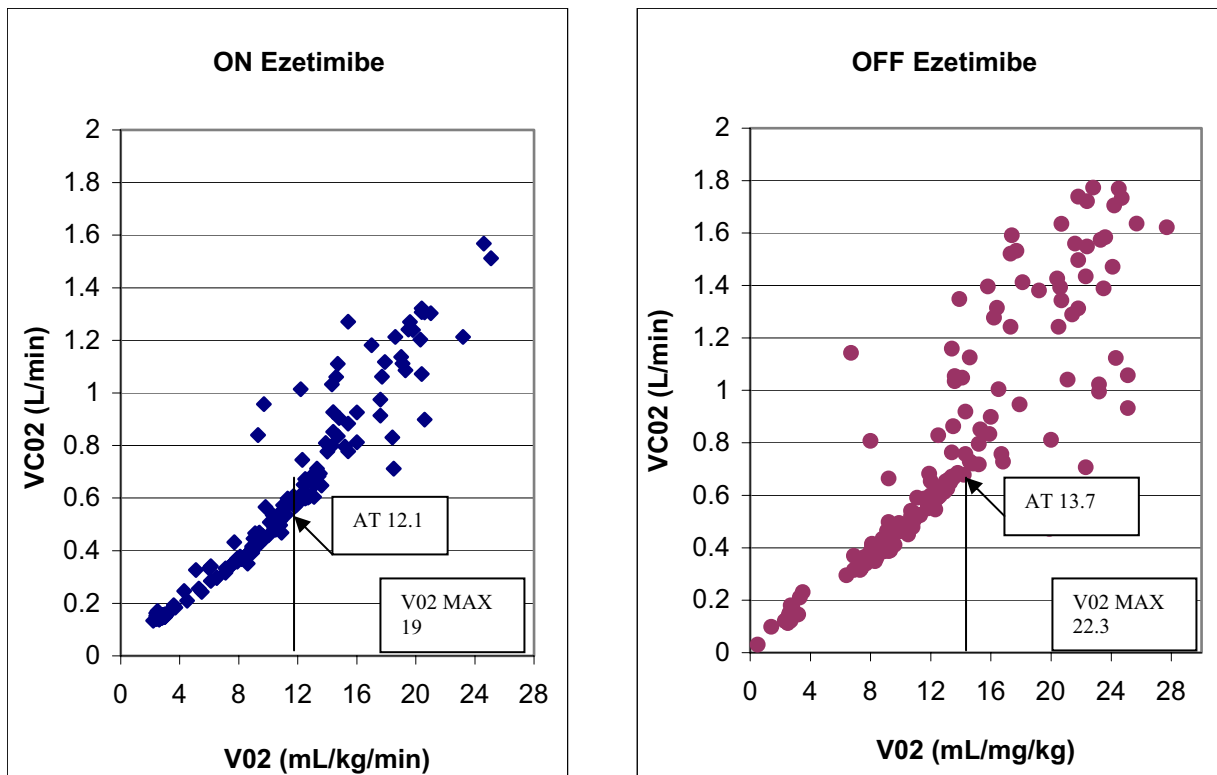 ON Ezetimibe
2
1.8
1.6
1.4
1.2
1
0.8
0.6
0.4
0.2
0
VC02 (L/min)
AT 12.1
V02 MAX
19
0 4 8 12 16 20 24 28
V02 (mL/kg/min)
OFF Ezetimibe
2
1.8
1.6
1.4
1.2
1
0.8
0.6
0.4
0.2
0
VC02 (L/min)
AT 13.7
V02 MAX
22.3
0 4 8 12 16 20 24 28
V02 (mL/mg/kg)